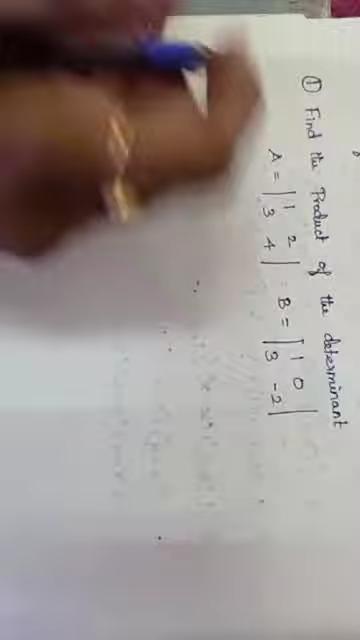 ① Find the Product of the determinant
A = | 1 2 | B = | 1 0 |
| 3 4 | | 3 -2 |